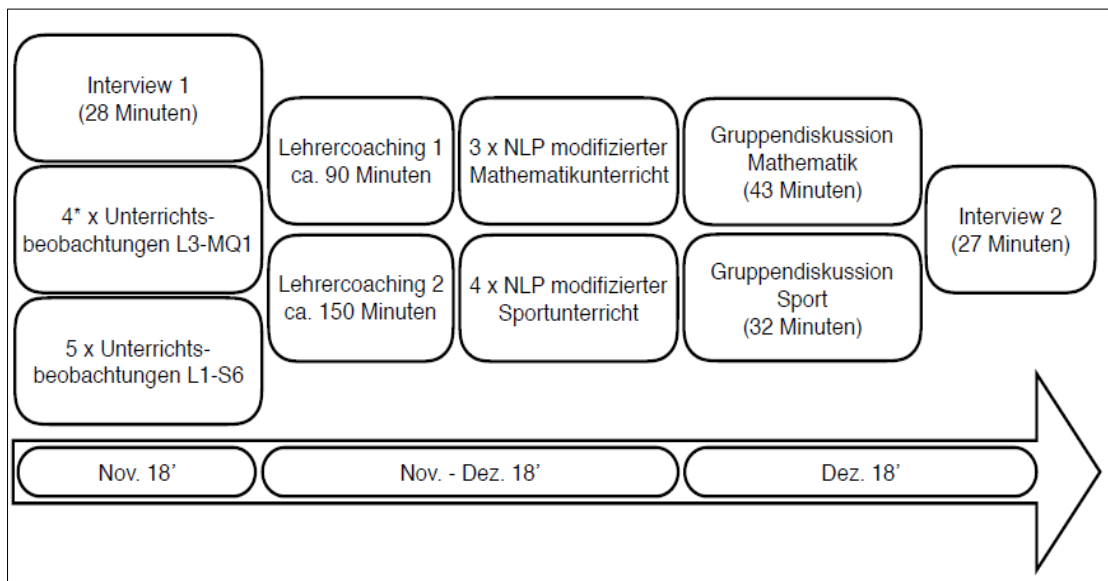 Interview 1
(28 Minuten)
4* x Unterrichts-
beobachtungen L3-MQ1
5 x Unterrichts-
beobachtungen L1-S6
Lehrercoaching 1
ca. 90 Minuten
Lehrercoaching 2
ca. 150 Minuten
3 x NLP modifizierter
Mathematikunterricht
4 x NLP modifizierter
Sportunterricht
Gruppendiskussion
Mathematik
(43 Minuten)
Gruppendiskussion
Sport
(32 Minuten)
Interview 2
(27 Minuten)
Nov. 18'
Nov. - Dez. 18'
Dez. 18'